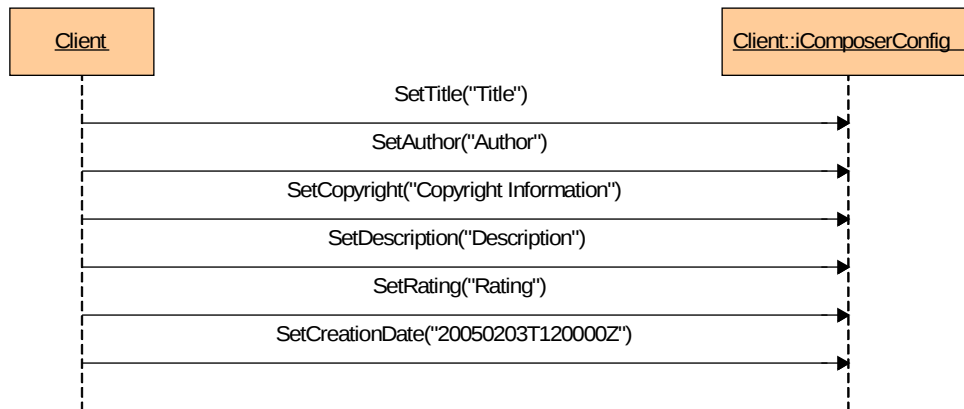 Client
Client::iComposerConfig
SetTitle("Title")
SetAuthor("Author")
SetCopyright("Copyright Information")
SetDescription("Description")
SetRating("Rating")
SetCreationDate("20050203T120000Z")